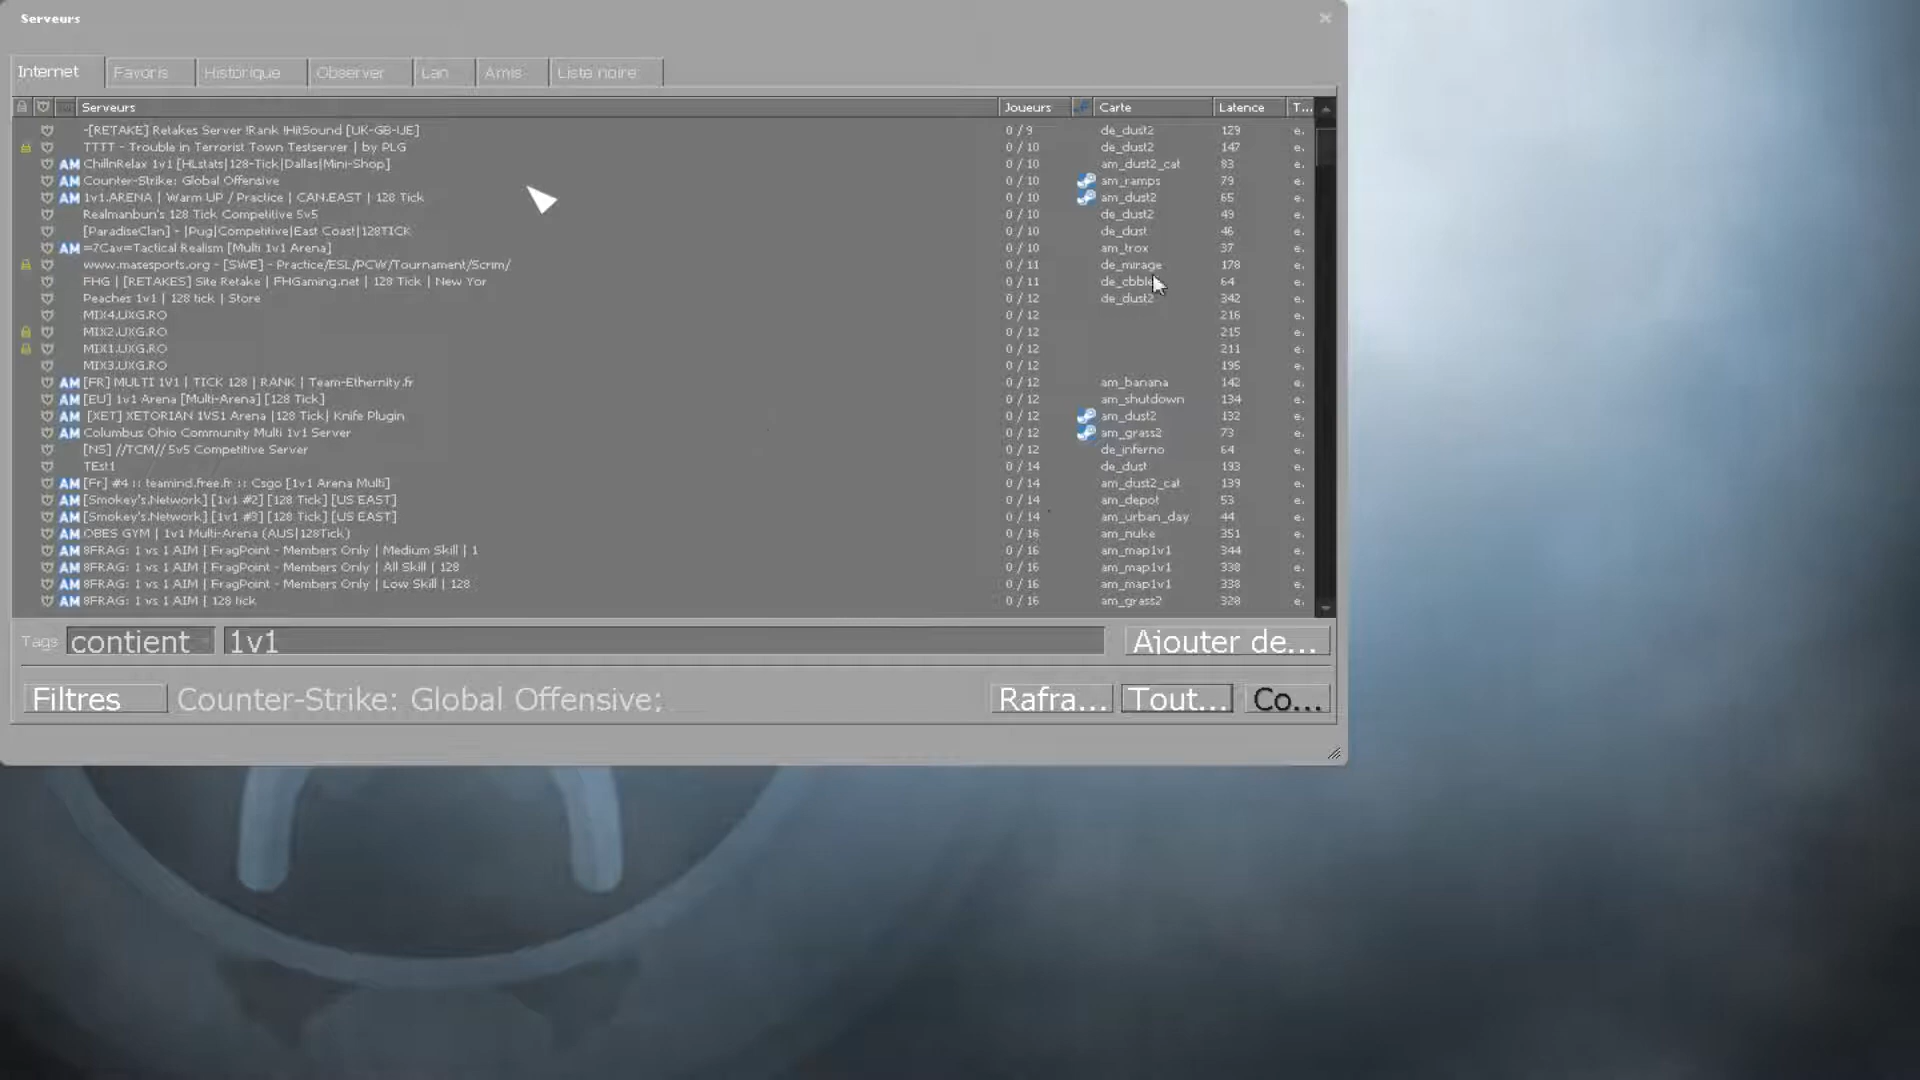 Serveurs
Internet Favoris Historique Observer Lan Amis Liste noire
Serveurs Joueurs Carte Latence T...
-[RETAKE] Retakes Server !Rank !HitSound [UK-GB-IJE] 0 / 9 de_dust2 129 e.
TTTT - Trouble in Terrorist Town Testserver | by PLG 0 / 10 de_dust2 147 e.
AM ChillnRelax 1v1 [HLstats|128-Tick|Dallas|Mini-Shop] 0 / 10 am_dust2_cat 83 e.
AM Counter-Strike: Global Offensive 0 / 10 am_ramps 79 e.
AM 1v1.ARENA | Warm UP / Practice | CAN.EAST | 128 Tick 0 / 10 am_dust2 65 e.
Realmanbun's 128 Tick Competitive 5v5 0 / 10 de_dust2 49 e.
[ParadiseClan] - |Pug|Competitive|East Coast|128TICK 0 / 10 de_dust 46 e.
AM =7Cav=Tactical Realism [Multi 1v1 Arena] 0 / 10 am_trox 37 e.
www.masesports.org - [SWE] - Practice/ESL/PCW/Tournament/Scrim/ 0 / 11 de_mirage 178 e.
FHG | [RETAKES] Site Retake | FHGaming.net | 128 Tick | New Yor 0 / 11 de_cbble 64 e.
Peaches 1v1 | 128 tick | Store 0 / 12 de_dust2 342 e.
MIX4.UXG.RO 0 / 12 216 e.
MIX2.UXG.RO 0 / 12 215 e.
MIX1.UXG.RO 0 / 12 211 e.
MIX3.UXG.RO 0 / 12 195 e.
AM [FR] MULTI 1V1 | TICK 128 | RANK | Team-Ethernity.fr 0 / 12 am_banana 142 e.
AM [EU] 1v1 Arena [Multi-Arena] [128 Tick] 0 / 12 am_shutdown 134 e.
AM [XET] XETORIAN 1VS1 Arena |128 Tick| Knife Plugin 0 / 12 am_dust2 132 e.
AM Columbus Ohio Community Multi 1v1 Server 0 / 12 am_grass2 73 e.
[NS] //TCM// 5v5 Competitive Server 0 / 12 de_inferno 64 e.
TEst1 0 / 14 de_dust 193 e.
AM [Fr] #4 :: teamind.free.fr :: Csgo [1v1 Arena Multi] 0 / 14 am_dust2_cat 139 e.
AM [Smokey's.Network] [1v1 #2] [128 Tick] [US EAST] 0 / 14 am_depot 53 e.
AM [Smokey's.Network] [1v1 #3] [128 Tick] [US EAST] 0 / 14 am_urban_day 44 e.
AM OBES GYM | 1v1 Multi-Arena (AUS|128Tick) 0 / 16 am_nuke 351 e.
AM 8FRAG: 1 vs 1 AIM | FragPoint - Members Only | Medium Skill | 1 0 / 16 am_map1v1 344 e.
AM 8FRAG: 1 vs 1 AIM | FragPoint - Members Only | All Skill | 128 0 / 16 am_map1v1 338 e.
AM 8FRAG: 1 vs 1 AIM | FragPoint - Members Only | Low Skill | 128 0 / 16 am_map1v1 338 e.
AM 8FRAG: 1 vs 1 AIM | 128 tick 0 / 16 am_grass2 328 e.
Tags contient 1v1 Ajouter de...
Filtres Counter-Strike: Global Offensive; Rafra... Tout... Co...